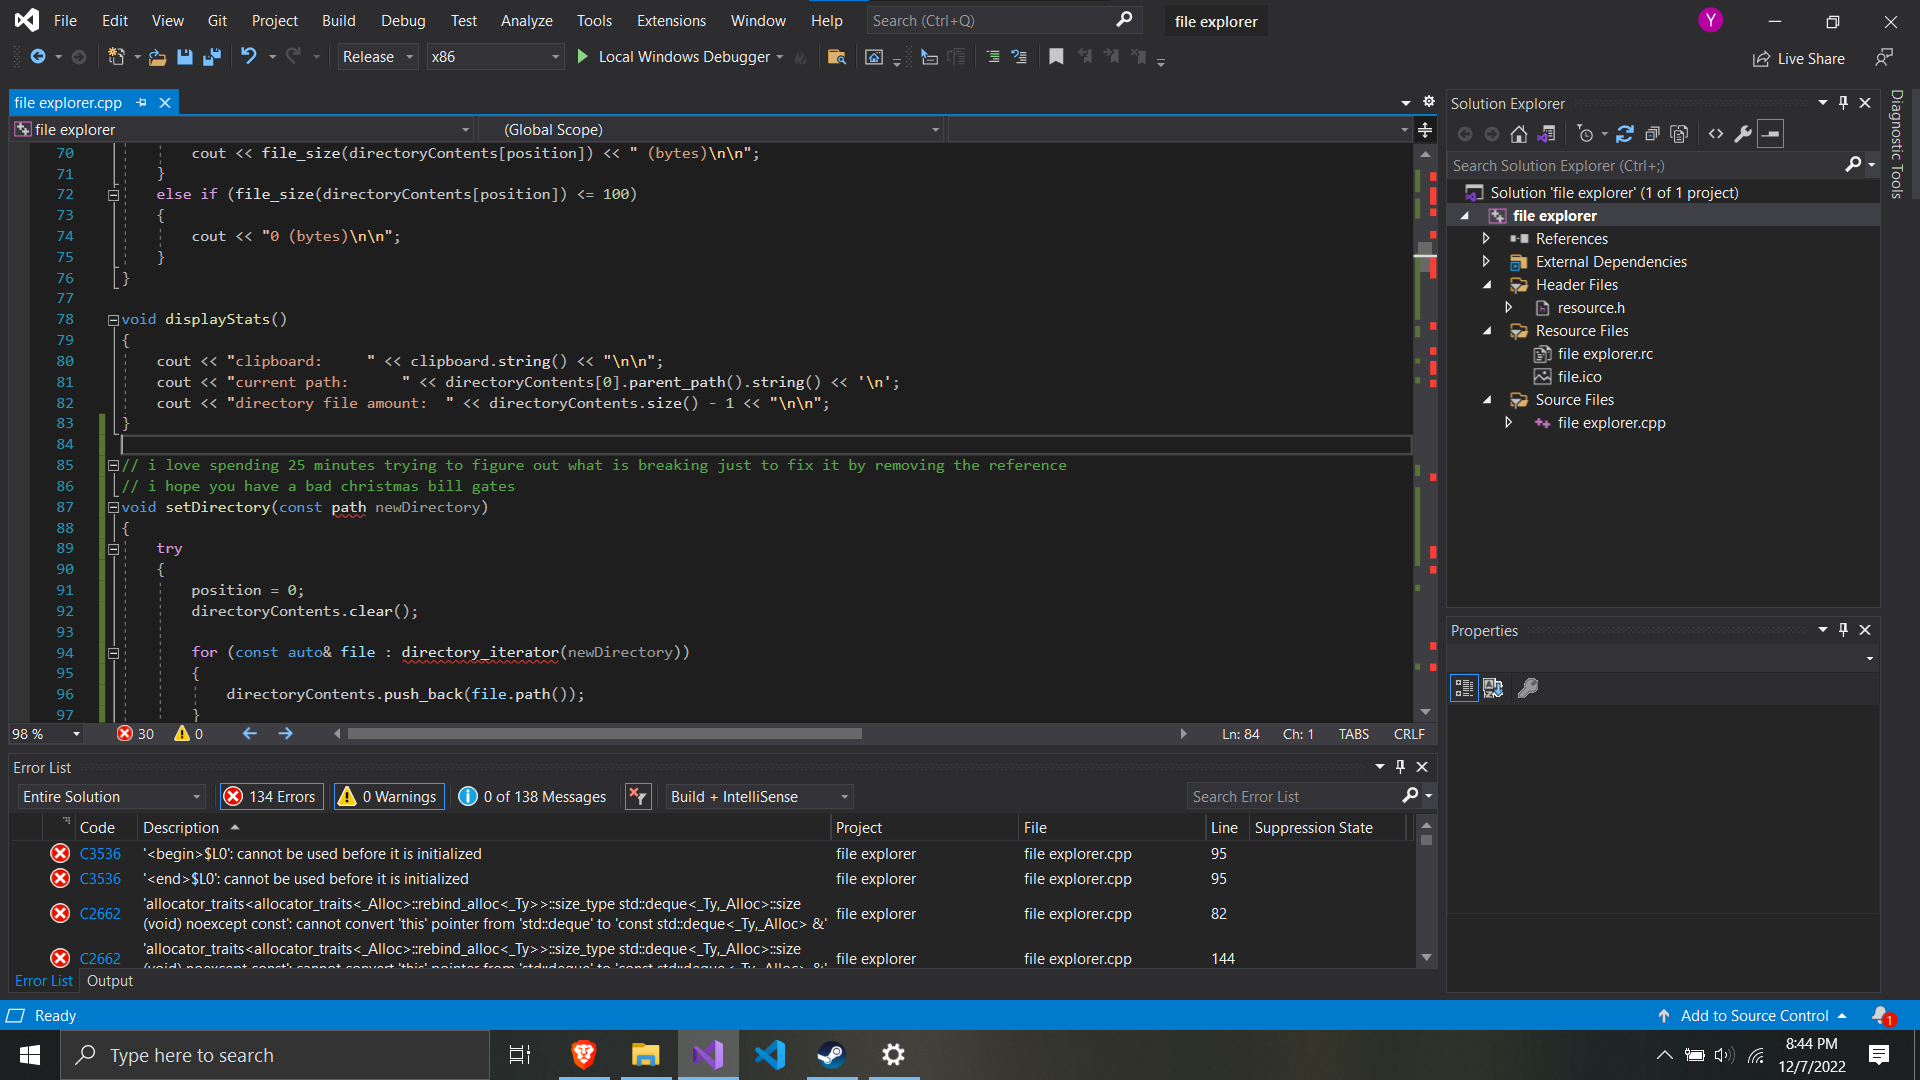 File Edit View Git Project Build Debug Test Analyze Tools Extensions Window Help Search (Ctrl+Q) file explorer Y
Release x86 Local Windows Debugger Live Share
file explorer.cpp
file explorer (Global Scope)
70 cout << file_size(directoryContents[position]) << " (bytes)\n\n";
71 }
72 else if (file_size(directoryContents[position]) <= 100)
73 {
74 cout << "0 (bytes)\n\n";
75 }
76 }
77
78 void displayStats()
79 {
80 cout << "clipboard:     " << clipboard.string() << "\n\n";
81 cout << "current path:      " << directoryContents[0].parent_path().string() << '\n';
82 cout << "directory file amount:  " << directoryContents.size() - 1 << "\n\n";
83 }
84
85 // i love spending 25 minutes trying to figure out what is breaking just to fix it by removing the reference
86 // i hope you have a bad christmas bill gates
87 void setDirectory(const path newDirectory)
88 {
89 try
90 {
91 position = 0;
92 directoryContents.clear();
93
94 for (const auto& file : directory_iterator(newDirectory))
95 {
96 directoryContents.push_back(file.path());
97 }
98 % 30 0 Ln: 84 Ch: 1 TABS CRLF
Error List
Entire Solution 134 Errors 0 Warnings 0 of 138 Messages Build + IntelliSense Search Error List
Code Description Project File Line Suppression State
C3536 '<begin>$L0': cannot be used before it is initialized file explorer file explorer.cpp 95
C3536 '<end>$L0': cannot be used before it is initialized file explorer file explorer.cpp 95
C2662 'allocator_traits<allocator_traits<_Alloc>::rebind_alloc<_Ty>>::size_type std::deque<_Ty,_Alloc>::size
(void) noexcept const': cannot convert 'this' pointer from 'std::deque' to 'const std::deque<_Ty,_Alloc> &' file explorer file explorer.cpp 82
C2662 'allocator_traits<allocator_traits<_Alloc>::rebind_alloc<_Ty>>::size_type std::deque<_Ty,_Alloc>::size
(void) noexcept const': cannot convert 'this' pointer from 'std::deque' to 'const std::deque<_Ty,_Alloc> &' file explorer file explorer.cpp 144
Error List Output
Solution Explorer
Search Solution Explorer (Ctrl+;)
Solution 'file explorer' (1 of 1 project)
file explorer
References
External Dependencies
Header Files
resource.h
Resource Files
file explorer.rc
file.ico
Source Files
file explorer.cpp
Properties
Diagnostic Tools
Ready Add to Source Control 1
Type here to search
8:44 PM
12/7/2022